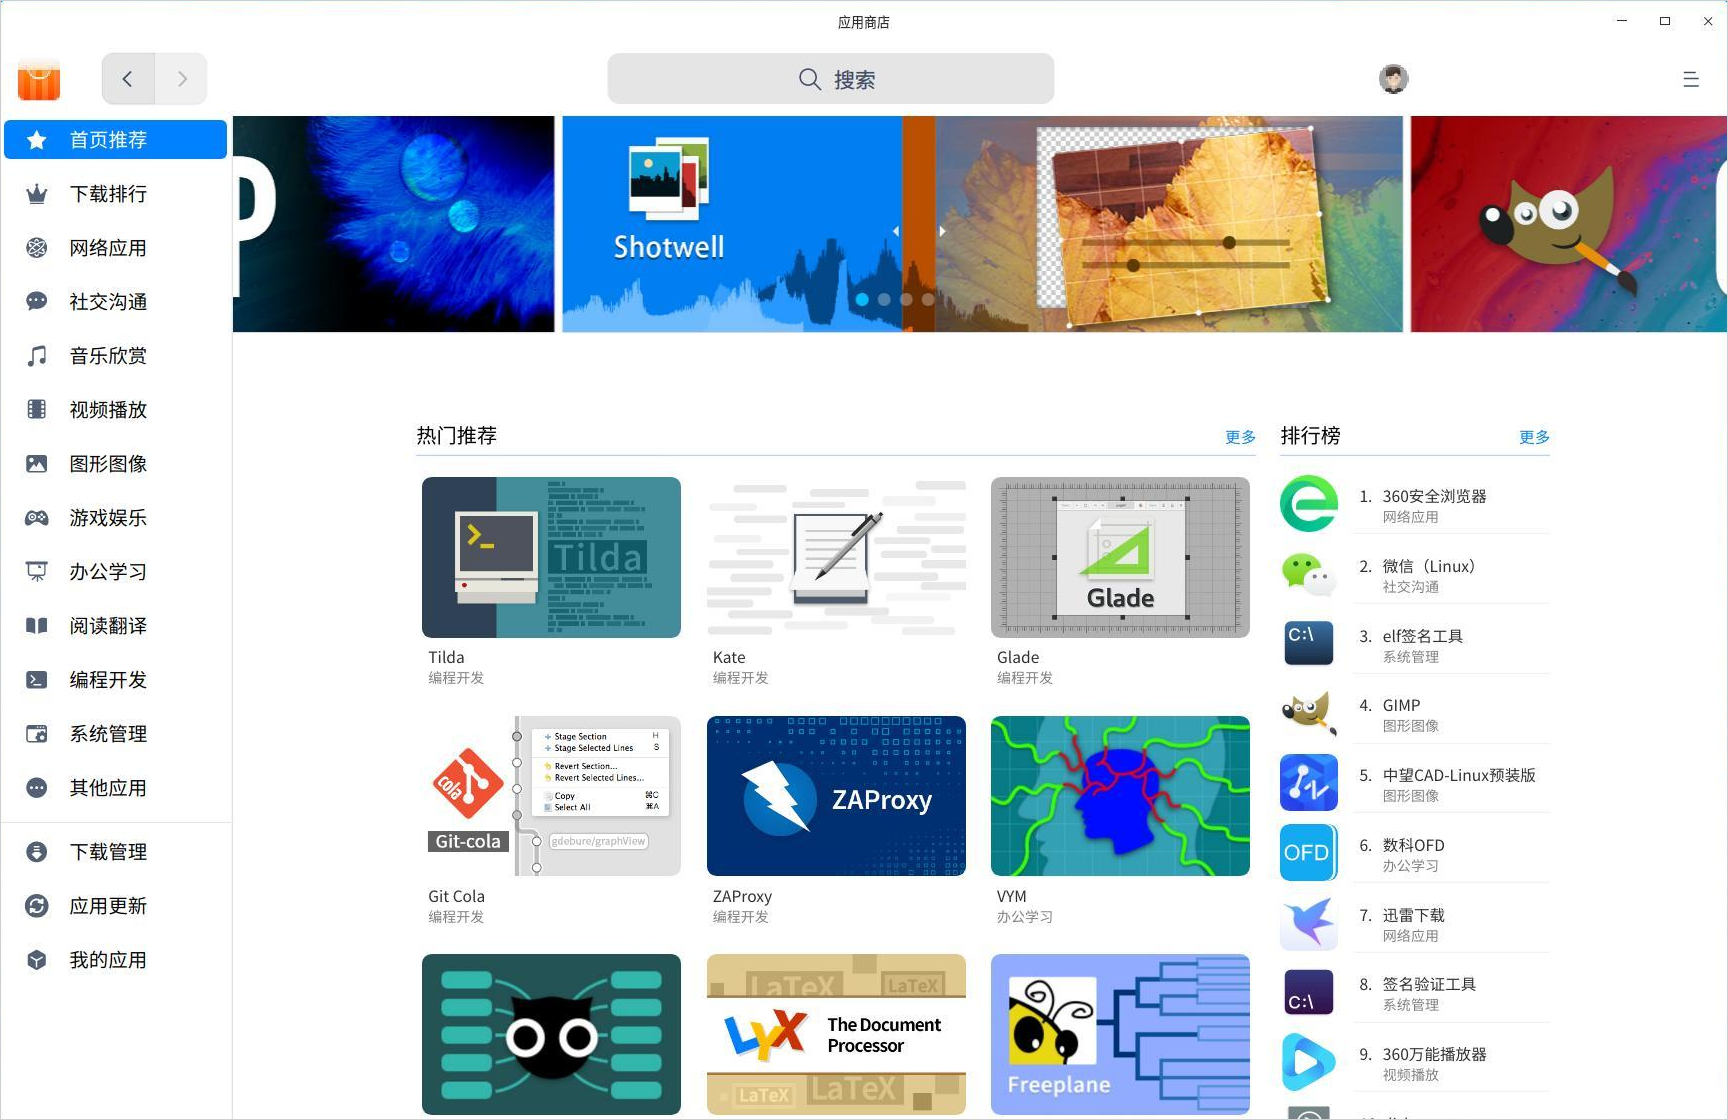 应用商店
搜索
首页推荐
下载排行
网络应用
社交沟通
音乐欣赏
视频播放
图形图像
游戏娱乐
办公学习
阅读翻译
编程开发
系统管理
其他应用
下载管理
应用更新
我的应用
P
Shotwell
热门推荐
更多
Tilda
Tilda
编程开发
Kate
编程开发
Glade
Glade
编程开发
cola
Git-cola
Stage Section H
Stage Selected Lines S
Revert Section...
Revert Selected Lines...
Copy ⌘C
Select All ⌘A
gdebure/graphView
Git Cola
编程开发
ZAProxy
ZAProxy
编程开发
VYM
办公学习
LaTeX
LaTeX
LyX
The Document
Processor
LaTeX
LaTeX
Freeplane
排行榜
更多
1. 360安全浏览器
网络应用
2. 微信（Linux）
社交沟通
C:\
3. elf签名工具
系统管理
4. GIMP
图形图像
5. 中望CAD-Linux预装版
图形图像
OFD
6. 数科OFD
办公学习
7. 迅雷下载
网络应用
C:\
8. 签名验证工具
系统管理
9. 360万能播放器
视频播放